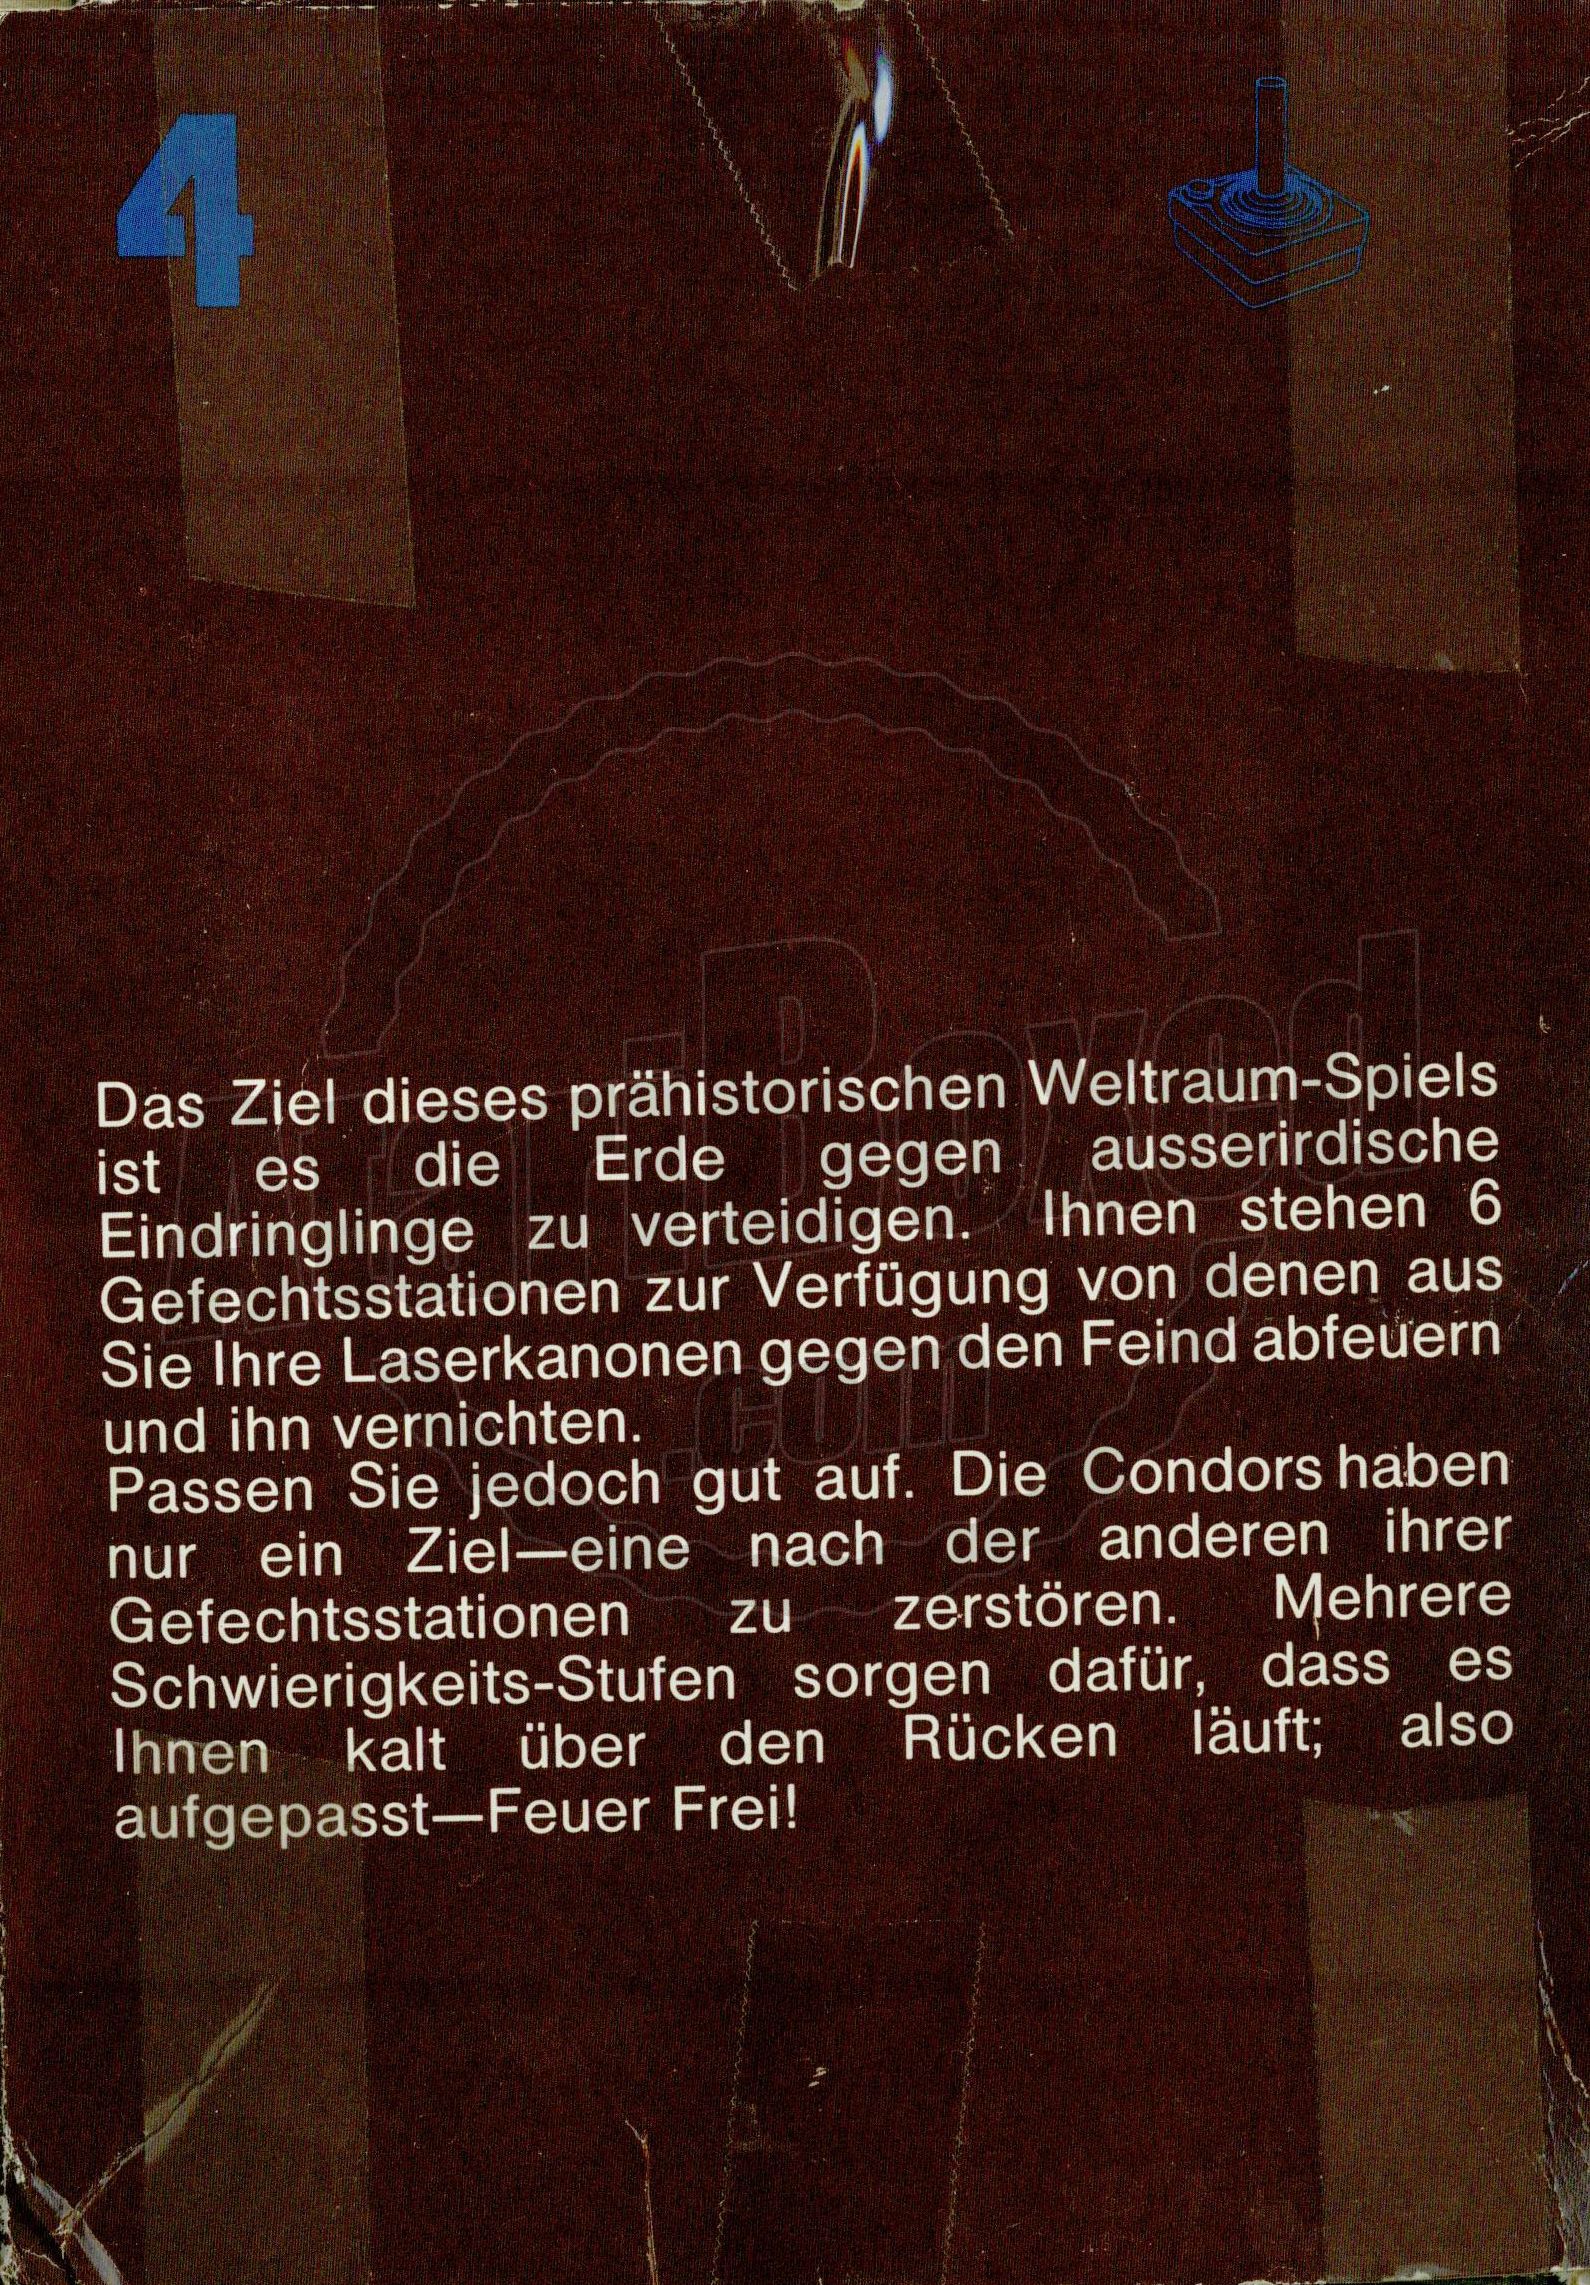 4
Das Ziel dieses prähistorischen Weltraum-Spiels
ist es die Erde gegen ausserirdische
Eindringlinge zu verteidigen. Ihnen stehen 6
Gefechtsstationen zur Verfügung von denen aus
Sie Ihre Laserkanonen gegen den Feind abfeuern
und ihn vernichten.
Passen Sie jedoch gut auf. Die Condors haben
nur ein Ziel—eine nach der anderen ihrer
Gefechtsstationen zu zerstören. Mehrere
Schwierigkeits-Stufen sorgen dafür, dass es
Ihnen kalt über den Rücken läuft; also
aufgepasst—Feuer Frei!
AtariBoxed
.com